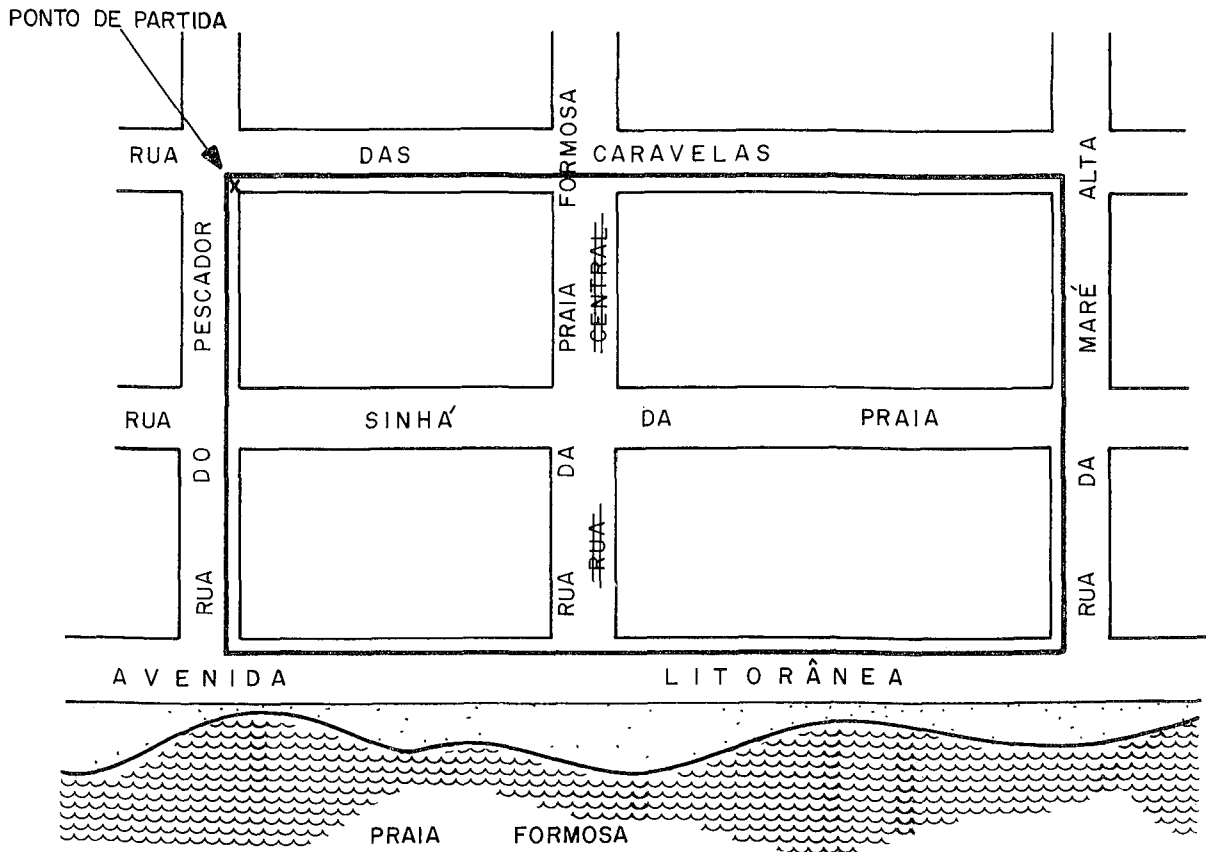 PONTO DE PARTIDA
RUA DAS CARAVELAS
X
RUA DO PESCADOR
RUA DA PRAIA FORMOSA
RUA CENTRAL
RUA DA MARÉ ALTA
RUA SINHÁ DA PRAIA
AVENIDA LITORÂNEA
PRAIA FORMOSA